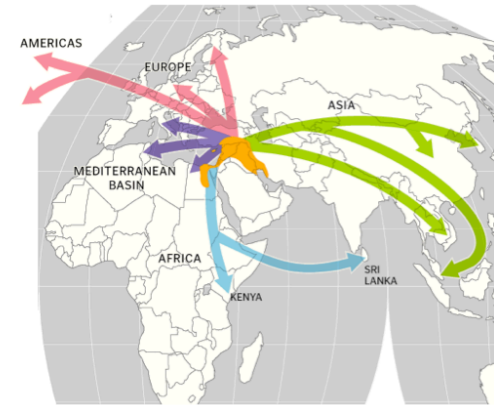 AMERICAS
EUROPE
ASIA
MEDITERRANEAN
BASIN
AFRICA
SRI
LANKA
KENYA